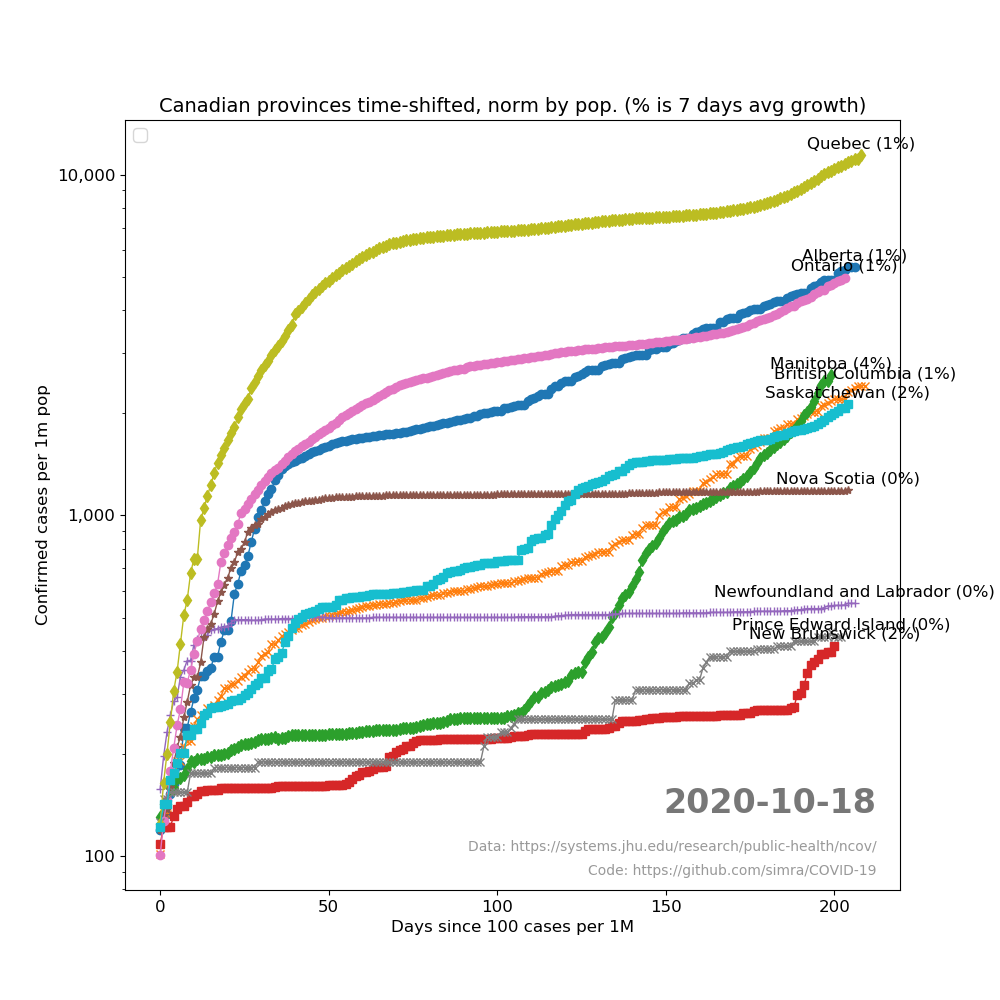 Canadian provinces time-shifted, norm by pop. (% is 7 days avg growth)
Confirmed cases per 1m pop
10,000
1,000
100
Quebec (1%)
Alberta (1%)
Ontario (1%)
Manitoba (4%)
British Columbia (1%)
Saskatchewan (2%)
Nova Scotia (0%)
Newfoundland and Labrador (0%)
Prince Edward Island (0%)
New Brunswick (2%)
2020-10-18
Data: https://systems.jhu.edu/research/public-health/ncov/
Code: https://github.com/simra/COVID-19
0 50 100 150 200
Days since 100 cases per 1M